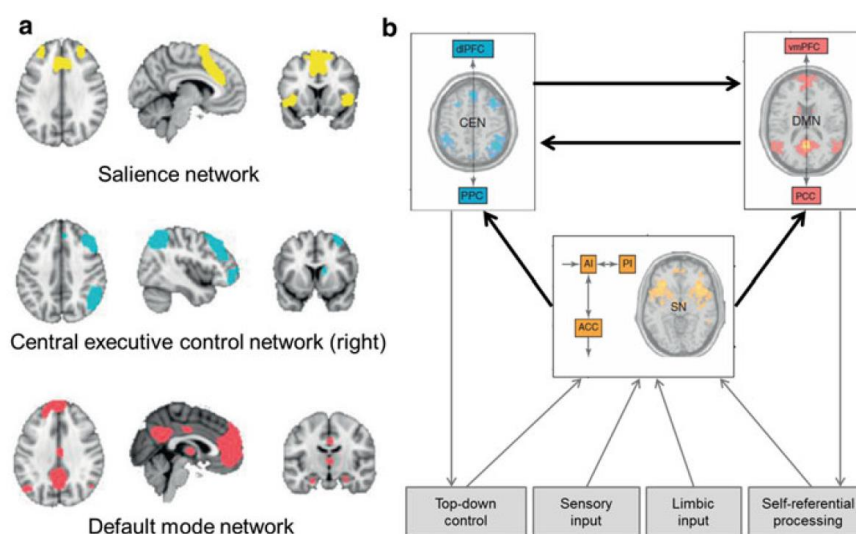 a
Salience network
Central executive control network (right)
Default mode network
b
dlPFC
CEN
PPC
vmPFC
DMN
PCC
AI
PI
ACC
SN
Top-down
control
Sensory
input
Limbic
input
Self-referential
processing